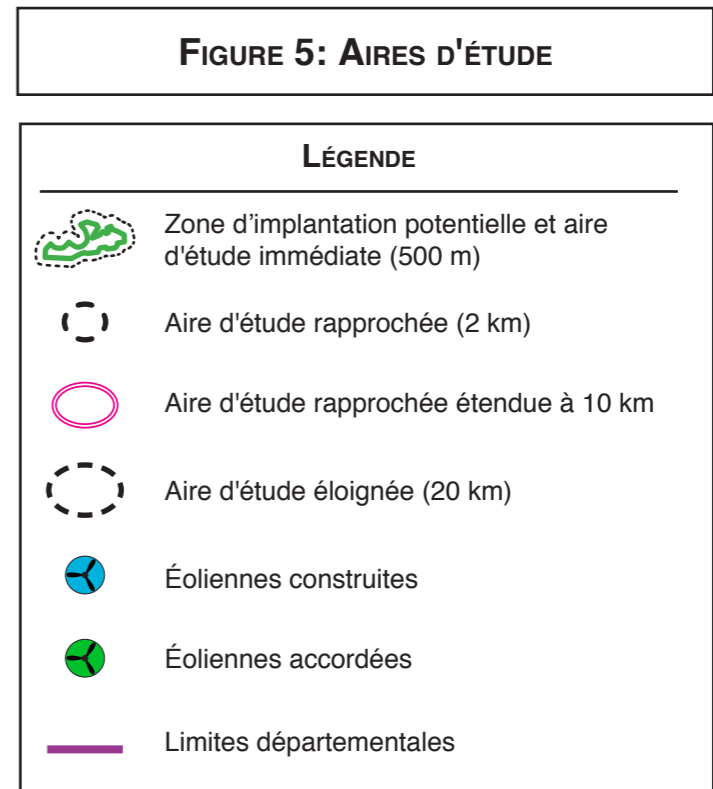 FIGURE 5: AIRES D'ÉTUDE
LÉGENDE
Zone d’implantation potentielle et aire
d'étude immédiate (500 m)
Aire d'étude rapprochée (2 km)
Aire d'étude rapprochée étendue à 10 km
Aire d'étude éloignée (20 km)
Éoliennes construites
Éoliennes accordées
Limites départementales